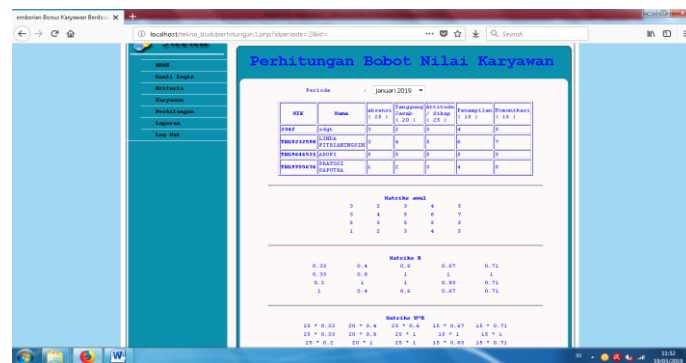 emberian Bonus Karyawan Berdas
localhost/tekno_budi/perhitungan1.php?idperiode=28id=
Search
HOME
Ganti Login
Kriteria
Karyawan
Perhitungan
Laporan
Log Out
Perhitungan Bobot Nilai Karyawan
Periode : januari 2019
NIK Nama absensi ( 25 ) Tanggung Jawab ( 20 ) Attitude / Sikap ( 25 ) Penampilan ( 15 ) Komunikasi ( 15 )
2342 sdgt 3 2 3 4 5
LINDA FITRIANINGSIH 3 4 5 6 7
5 5 5 5 5
PRAYOGI SAPUTRA 1 2 3 4 5
Matriks awal
3 2 3 4 5
3 4 5 6 7
5 5 5 5 5
1 2 3 4 5
Matriks R
0.33 0.4 0.6 0.67 0.71
0.33 0.8 1 1 1
0.2 1 1 0.83 0.71
1 0.4 0.6 0.67 0.71
Matriks W*R
25 * 0.33 20 * 0.4 25 * 0.6 15 * 0.67 15 * 0.71
25 * 0.33 20 * 0.8 25 * 1 15 * 1 15 * 1
25 * 0.2 20 * 1 25 * 1 15 * 0.83 15 * 0.71
11:52
19/03/2019